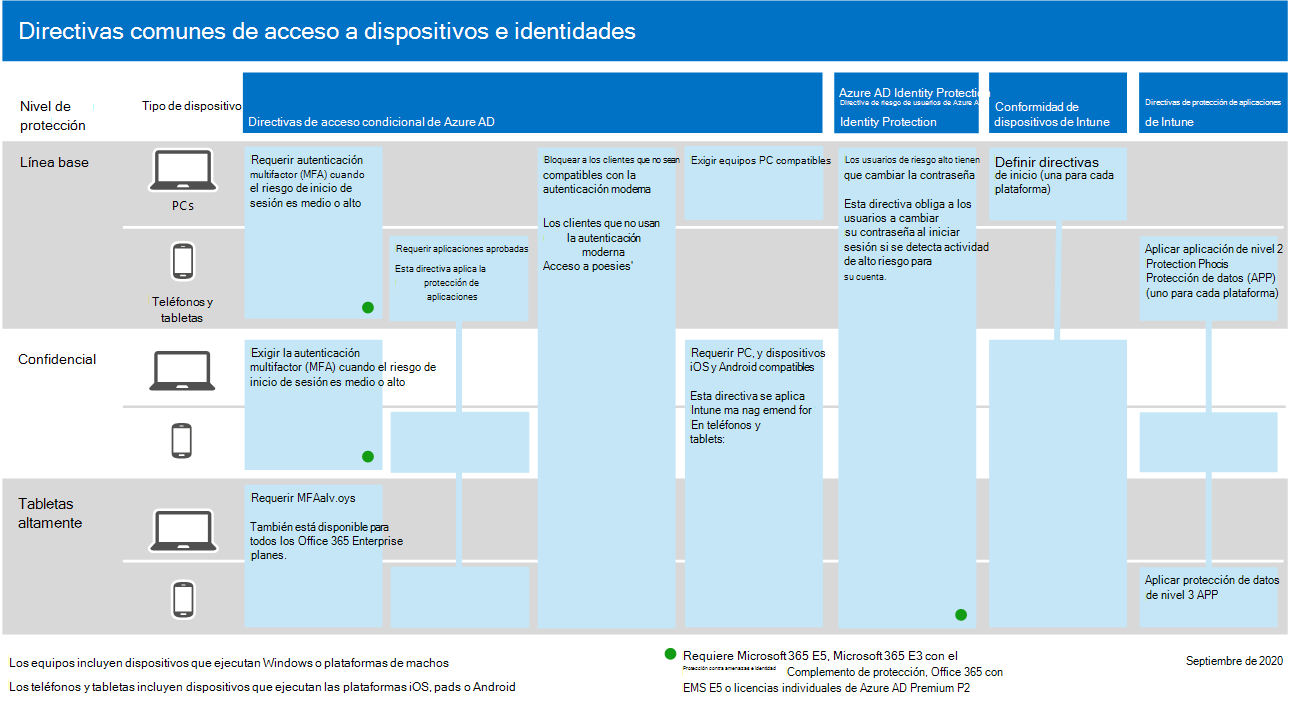 Directivas comunes de acceso a dispositivos e identidades
Nivel de
protección
Tipo de dispositivo
Directivas de acceso condicional de Azure AD
Azure AD Identity Protection
Directiva de riesgo de usuarios de Azure A
Identity Protection
Conformidad de
dispositivos de Intune
Directivas de protección de aplicaciones
de Intune
Línea base
PCs
Teléfonos y
tabletas
Requerir autenticación
multifactor (MFA) cuando
el riesgo de inicio de
sesión es medio o alto
Requerir aplicaciones aprobadas
Esta directiva aplica la
protección de
aplicaciones
Bloquear a los clientes que no sean
compatibles con la
autenticación moderna
Los clientes que no usan
la autenticación
moderna
Acceso a poesies'
Exigir equipos PC compatibles
Los usuarios de riesgo alto tienen
que cambiar la contraseña
Esta directiva obliga a los
usuarios a cambiar
su contraseña al iniciar
sesión si se detecta actividad
de alto riesgo para
su cuenta.
Definir directivas
de inicio (una para cada
plataforma)
Aplicar aplicación de nivel 2
Protection Phocis
Protección de datos (APP)
(uno para cada plataforma)
Confidencial
Exigir la autenticación
multifactor (MFA) cuando el riesgo de
inicio de sesión es medio o alto
Requerir PC, y dispositivos
iOS y Android compatibles
Esta directiva se aplica
Intune ma nag emend for
En teléfonos y
tablets:
Tabletas
altamente
Requerir MFAalv.oys
También está disponible para
todos los Office 365 Enterprise
planes.
Aplicar protección de datos
de nivel 3 APP
Los equipos incluyen dispositivos que ejecutan Windows o plataformas de machos
Los teléfonos y tabletas incluyen dispositivos que ejecutan las plataformas iOS, pads o Android
Requiere Microsoft 365 E5, Microsoft 365 E3 con el
Protección contra amenazas e identidad
Complemento de protección, Office 365 con
EMS E5 o licencias individuales de Azure AD Premium P2
Septiembre de 2020